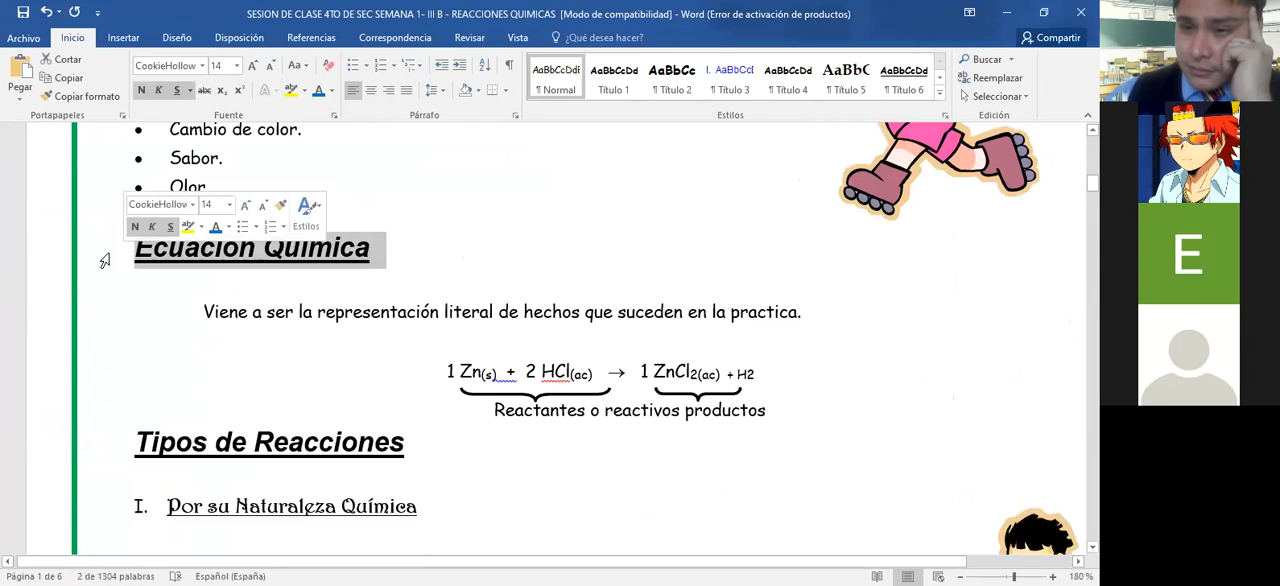 SESION DE CLASE 4TO DE SEC SEMANA 1- III B - REACCIONES QUIMICAS [Modo de compatibilidad] - Word (Error de activación de productos)
Archivo Inicio Insertar Diseño Disposición Referencias Correspondencia Revisar Vista ¿Qué desea hacer? Compartir
Pegar
Cortar
Copiar
Copiar formato
Portapapeles
CookieHollow 14
N K S abc x₂ x²
Fuente
Párrafo
AaBbCcDdE AaBbCcDd AaBbCc I. AaBbCcI AaBbCcDd AaBbC AaBbCcDd
¶ Normal Título 1 ¶ Título 2 ¶ Título 3 ¶ Título 4 ¶ Título 5 ¶ Título 6
Estilos
Buscar
Reemplazar
Seleccionar
Edición
• Cambio de color.
• Sabor.
• Olor
CookieHollow 14
N K S Estilos
Ecuación Química
Viene a ser la representación literal de hechos que suceden en la practica.
1 Zn(s) + 2 HCl(ac) → 1 ZnCl2(ac) + H2
Reactantes o reactivos productos
Tipos de Reacciones
I. Por su Naturaleza Química
E
Página 1 de 6 2 de 1304 palabras Español (España) 180 %